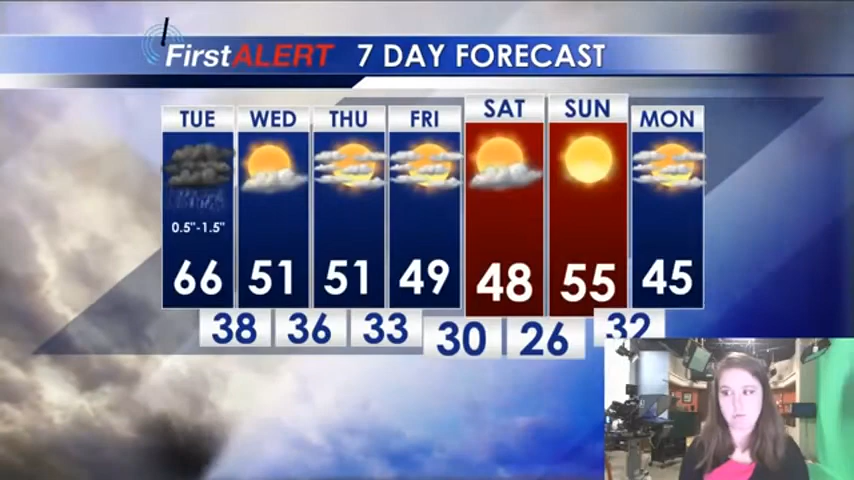 FirstALERT 7 DAY FORECAST
TUE WED THU FRI SAT SUN MON
0.5"-1.5"
66 51 51 49 48 55 45
38 36 33 30 26 32